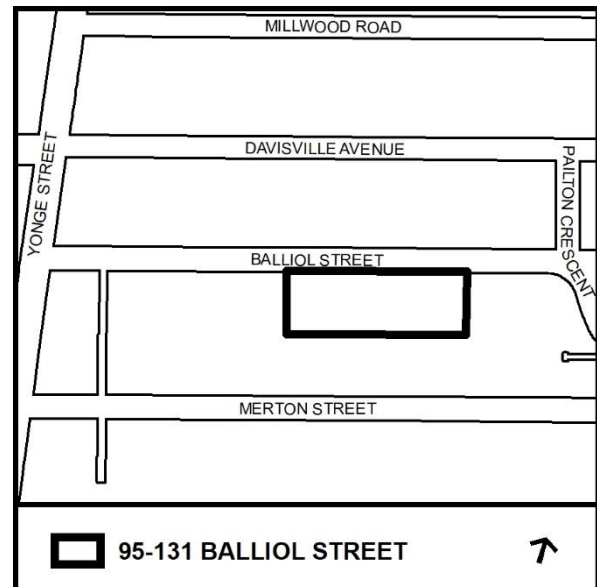 MILLWOOD ROAD
DAVISVILLE AVENUE
PAILTON CRESCENT
YONGE STREET
BALLIOL STREET
MERTON STREET
95-131 BALLIOL STREET